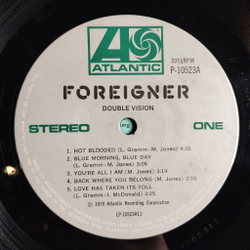 33⅓RPM
ATLANTIC P-10523A
FOREIGNER
DOUBLE VISION
STEREO ONE
1. HOT BLOODED (L. Gramm-M. Jones) 4:20
2. BLUE MORNING, BLUE DAY
(L. Gramm-M. Jones) 3:06
3. YOU'RE ALL I AM (M. Jones) 3:19
4. BACK WHERE YOU BELONG (M. Jones) 3:12
5. LOVE HAS TAKEN ITS TOLL
(L. Gramm-I. McDonald) 3:25
1978 Atlantic Recording Corporation
(P-10523A1)